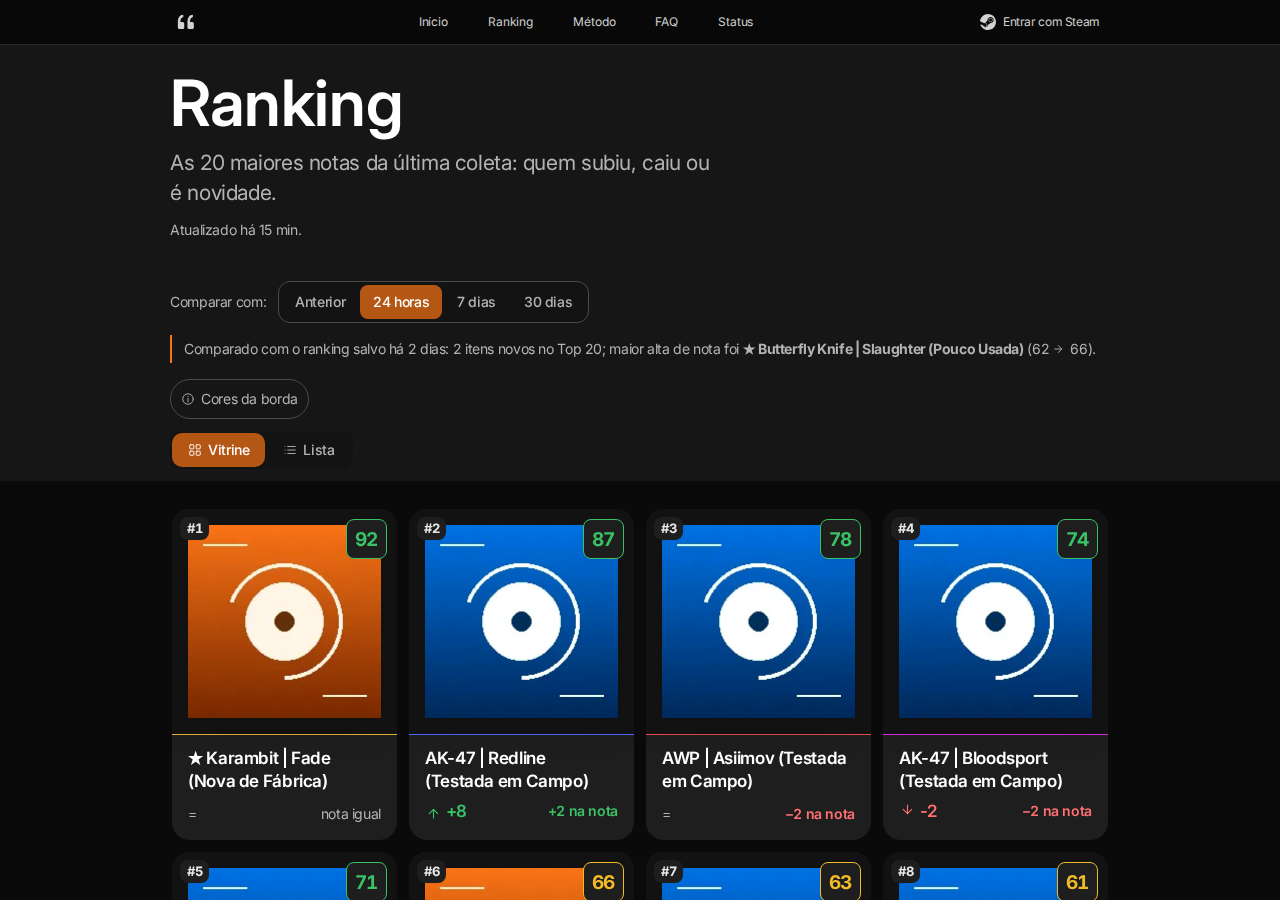 Início
Ranking
Método
FAQ
Status
Entrar com Steam
Ranking
As 20 maiores notas da última coleta: quem subiu, caiu ou
é novidade.
Atualizado há 15 min.
Comparar com:
Anterior
24 horas
7 dias
30 dias
Comparado com o ranking salvo há 2 dias: 2 itens novos no Top 20; maior alta de nota foi ★ Butterfly Knife | Slaughter (Pouco Usada) (62 → 66).
Cores da borda
Vitrine
Lista
#1
92
#2
87
#3
78
#4
74
★ Karambit | Fade
(Nova de Fábrica)
=
nota igual
AK-47 | Redline
(Testada em Campo)
↑ +8
+2 na nota
AWP | Asiimov (Testada
em Campo)
=
−2 na nota
AK-47 | Bloodsport
(Testada em Campo)
↓ -2
−2 na nota
#5
71
#6
66
#7
63
#8
61